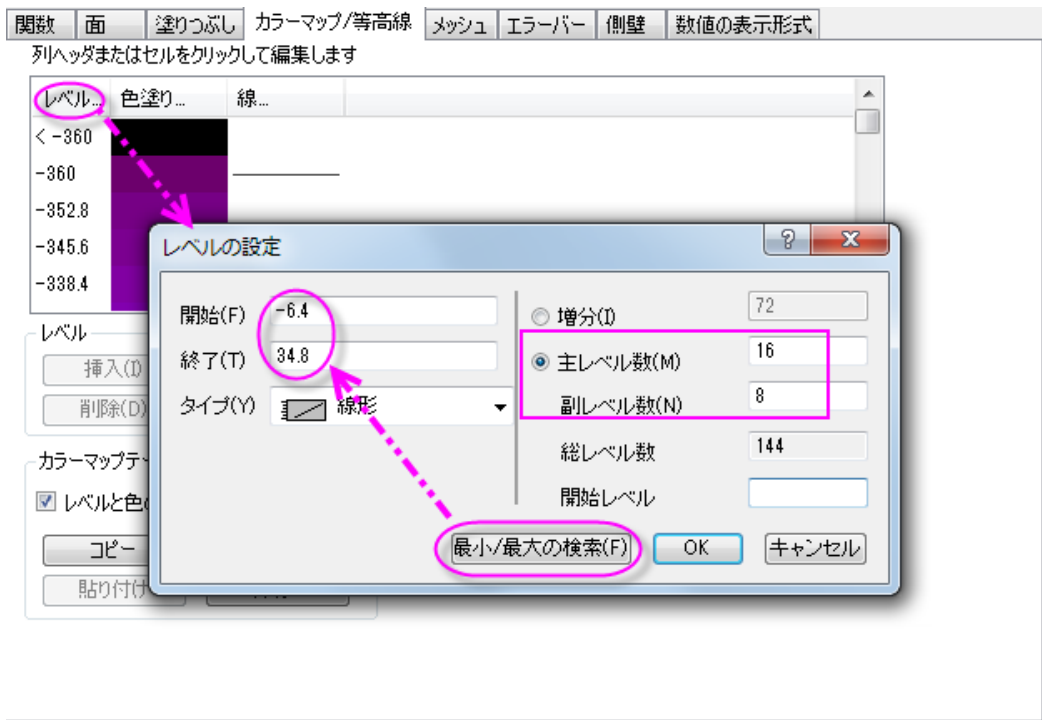 関数 面 塗りつぶし カラーマップ/等高線 メッシュ エラーバー 側壁 数値の表示形式
列ヘッダまたはセルをクリックして編集します
レベル... 色塗り... 線...
< -360
-360
-352.8
-345.6
-338.4
レベル
挿入(I)
削除(D)
カラーマップテ
レベルと色の
コピー
貼り付け
レベルの設定
開始(F) -6.4
終了(T) 34.8
タイプ(Y) 線形
増分(I) 72
主レベル数(M) 16
副レベル数(N) 8
総レベル数 144
開始レベル
最小/最大の検索(F) OK キャンセル